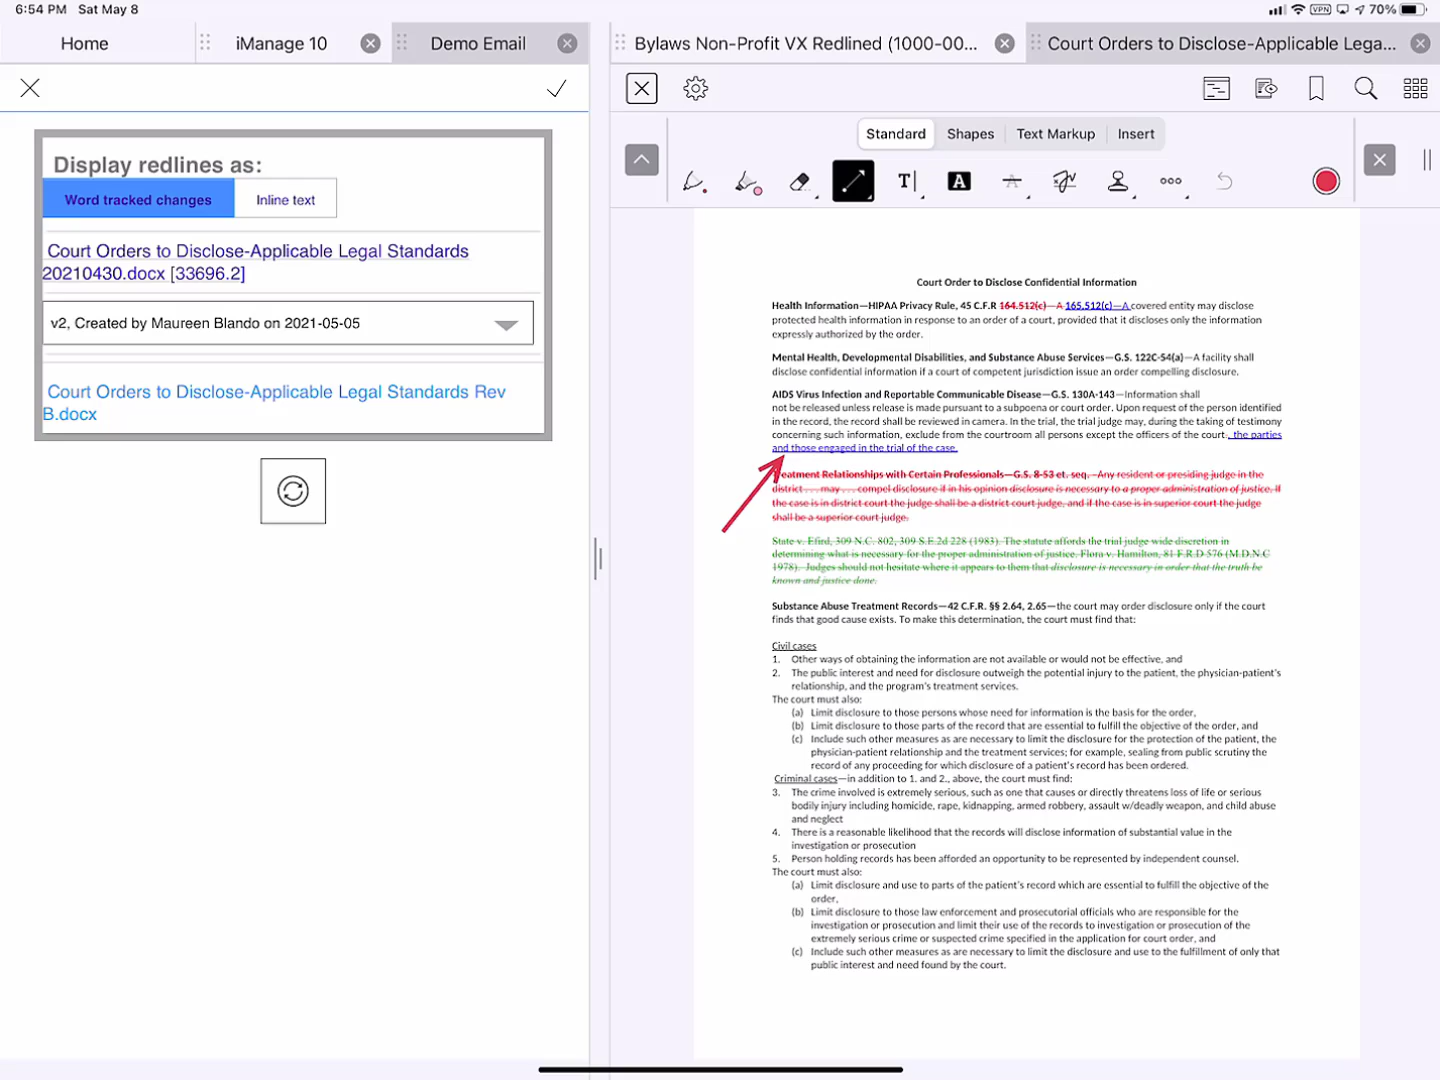 6:54 PM Sat May 8
VPN 70%
Home
iManage 10
Demo Email
Bylaws Non-Profit VX Redlined (1000-00...
Court Orders to Disclose-Applicable Lega...
Display redlines as:
Word tracked changes
Inline text
Court Orders to Disclose-Applicable Legal Standards
20210430.docx [33696.2]
v2, Created by Maureen Blando on 2021-05-05
Court Orders to Disclose-Applicable Legal Standards Rev
B.docx
Standard
Shapes
Text Markup
Insert
T
A
A
Court Order to Disclose Confidential Information
Health Information—HIPAA Privacy Rule, 45 C.F.R 164.512(c)—A 165.512(c)—A covered entity may disclose
protected health information in response to an order of a court, provided that it discloses only the information
expressly authorized by the order.
Mental Health, Developmental Disabilities, and Substance Abuse Services—G.S. 122C-54(a)—A facility shall
disclose confidential information if a court of competent jurisdiction issue an order compelling disclosure.
AIDS Virus Infection and Reportable Communicable Disease—G.S. 130A-143—Information shall
not be released unless release is made pursuant to a subpoena or court order. Upon request of the person identified
in the record, the record shall be reviewed in camera. In the trial, the trial judge may, during the taking of testimony
concerning such information, exclude from the courtroom all persons except the officers of the court., the parties
and those engaged in the trial of the case.
Treatment Relationships with Certain Professionals—G.S. 8-53 et. seq. –Any resident or presiding judge in the
district . . . may . . . compel disclosure if in his opinion disclosure is necessary to a proper administration of justice. If
the case is in district court the judge shall be a district court judge, and if the case is in superior court the judge
shall be a superior court judge.
State v. Efird, 309 N.C. 802, 309 S.E.2d 228 (1983). The statute affords the trial judge wide discretion in
determining what is necessary for the proper administration of justice. Flora v. Hamilton, 81 F.R.D 576 (M.D.N.C
1978). Judges should not hesitate where it appears to them that disclosure is necessary in order that the truth be
known and justice done.
Substance Abuse Treatment Records—42 C.F.R. §§ 2.64, 2.65—the court may order disclosure only if the court
finds that good cause exists. To make this determination, the court must find that:
Civil cases
1. Other ways of obtaining the information are not available or would not be effective, and
2. The public interest and need for disclosure outweigh the potential injury to the patient, the physician-patient's
relationship, and the program's treatment services.
The court must also:
(a) Limit disclosure to those persons whose need for information is the basis for the order,
(b) Limit disclosure to those parts of the record that are essential to fulfill the objective of the order, and
(c) Include such other measures as are necessary to limit the disclosure for the protection of the patient, the
physician-patient relationship and the treatment services; for example, sealing from public scrutiny the
record of any proceeding for which disclosure of a patient's record has been ordered.
Criminal cases—in addition to 1. and 2., above, the court must find:
3. The crime involved is extremely serious, such as one that causes or directly threatens loss of life or serious
bodily injury including homicide, rape, kidnapping, armed robbery, assault w/deadly weapon, and child abuse
and neglect
4. There is a reasonable likelihood that the records will disclose information of substantial value in the
investigation or prosecution
5. Person holding records has been afforded an opportunity to be represented by independent counsel.
The court must also:
(a) Limit disclosure and use to parts of the patient's record which are essential to fulfill the objective of the
order,
(b) Limit disclosure to those law enforcement and prosecutorial officials who are responsible for the
investigation or prosecution and limit their use of the records to investigation or prosecution of the
extremely serious crime or suspected crime specified in the application for court order, and
(c) Include such other measures as are necessary to limit the disclosure and use to the fulfillment of only that
public interest and need found by the court.